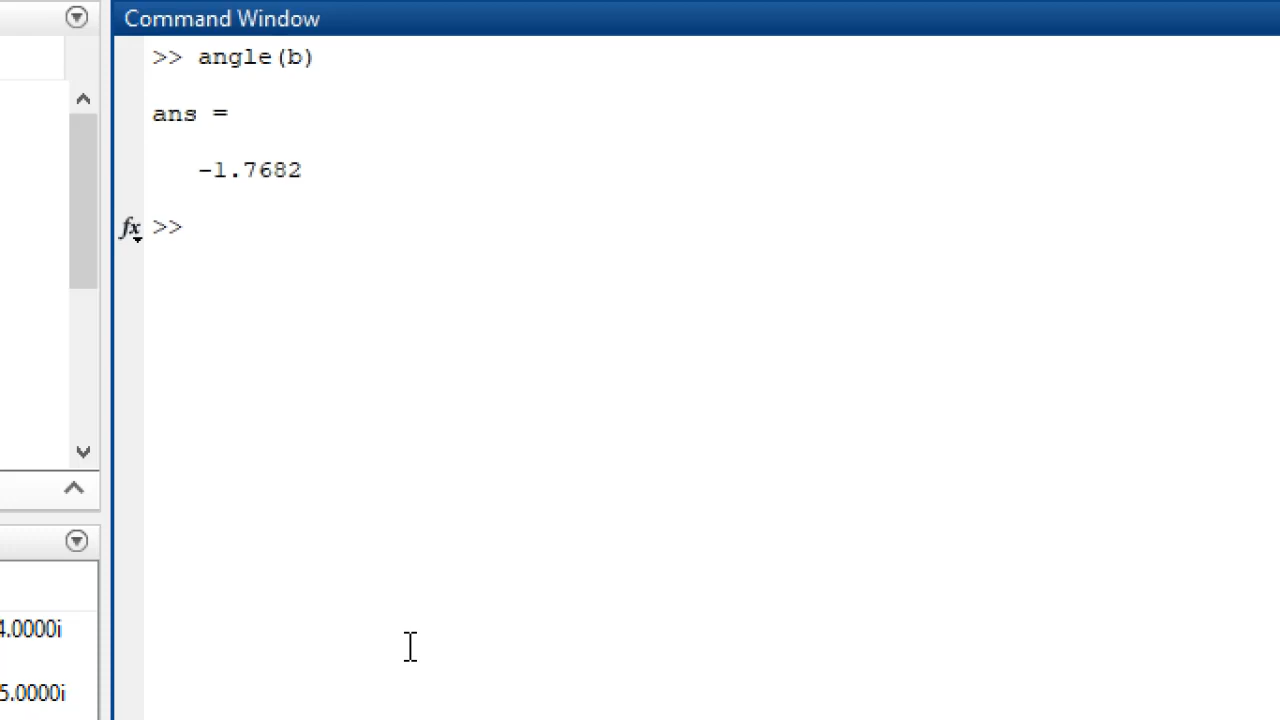 Command Window
>> angle(b)
ans =
-1.7682
fx >>
4.0000i
5.0000i